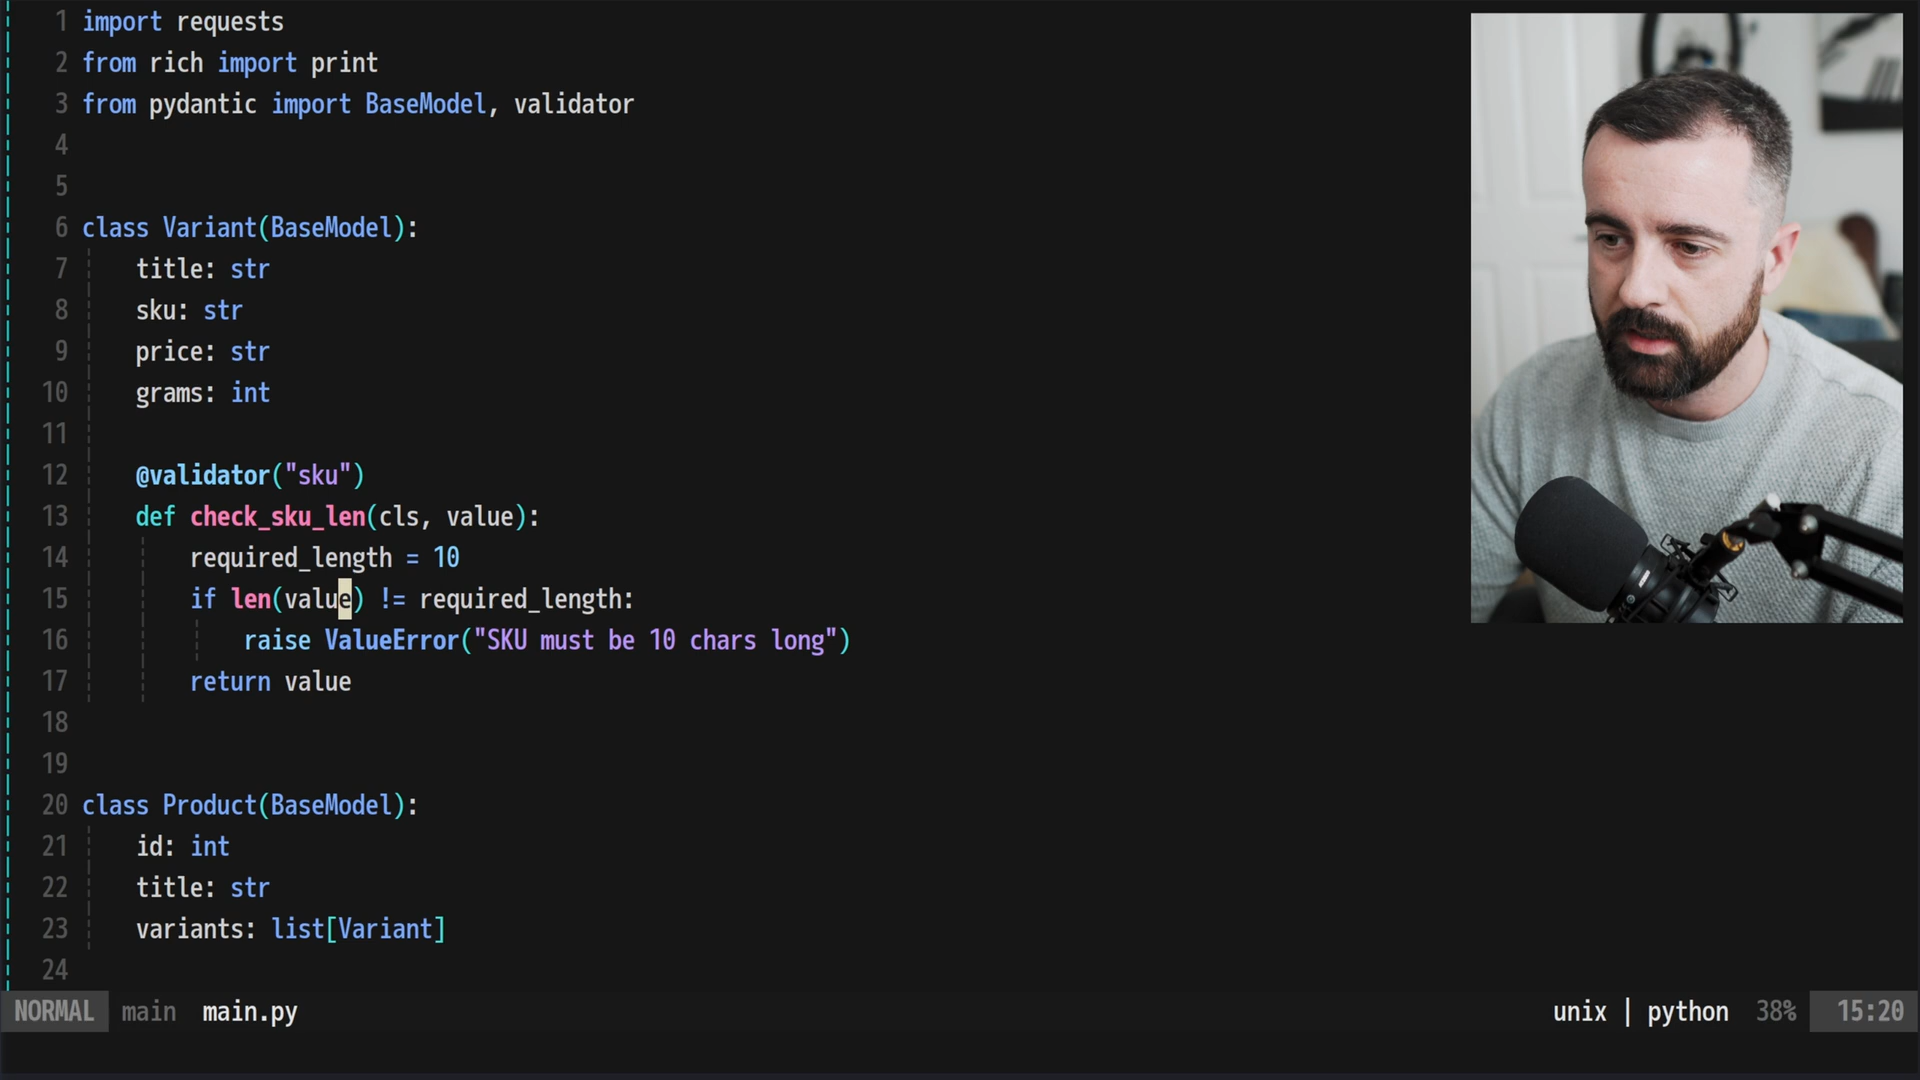 1 import requests
2 from rich import print
3 from pydantic import BaseModel, validator
4
5
6 class Variant(BaseModel):
7     title: str
8     sku: str
9     price: str
10     grams: int
11
12     @validator("sku")
13     def check_sku_len(cls, value):
14         required_length = 10
15         if len(value) != required_length:
16             raise ValueError("SKU must be 10 chars long")
17         return value
18
19
20 class Product(BaseModel):
21     id: int
22     title: str
23     variants: list[Variant]
24
NORMAL main main.py unix | python 38% 15:20